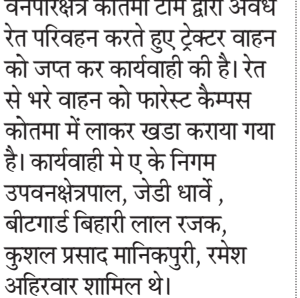 वनपरिक्षेत्र कोतमा टीम द्वारा अवैध
रेत परिवहन करते हुए ट्रेक्टर वाहन
को जप्त कर कार्यवाही की है। रेत
से भरे वाहन को फारेस्ट कैम्पस
कोतमा में लाकर खडा कराया गया
है। कार्यवाही मे ए के निगम
उपवनक्षेत्रपाल, जेडी धार्वे ,
बीटगार्ड बिहारी लाल रजक,
कुशल प्रसाद मानिकपुरी, रमेश
अहिरवार शामिल थे।